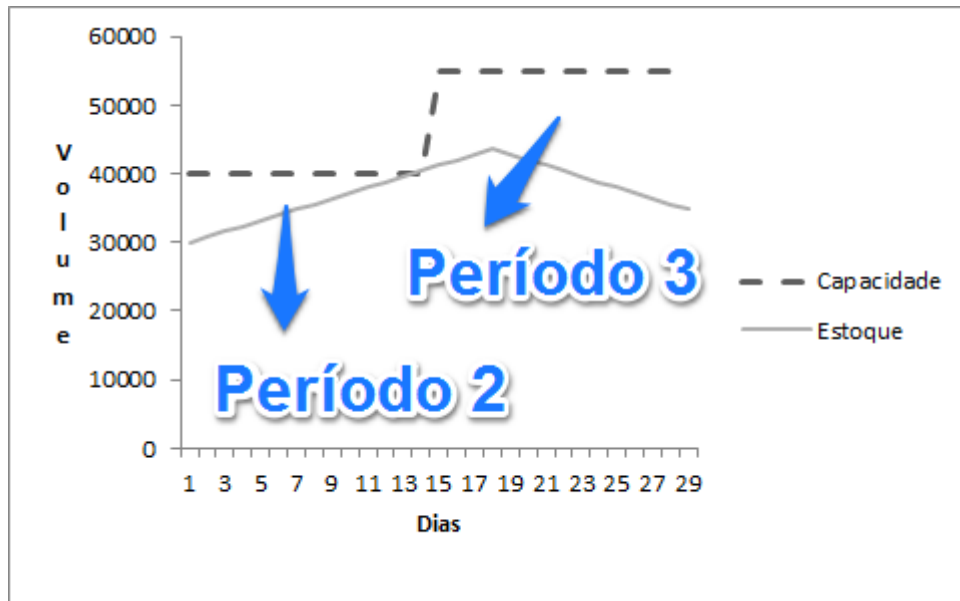 60000
50000
40000
30000
20000
10000
0
Volume
1 3 5 7 9 11 13 15 17 19 21 23 25 27 29
Dias
Período 2
Período 3
Capacidade
Estoque